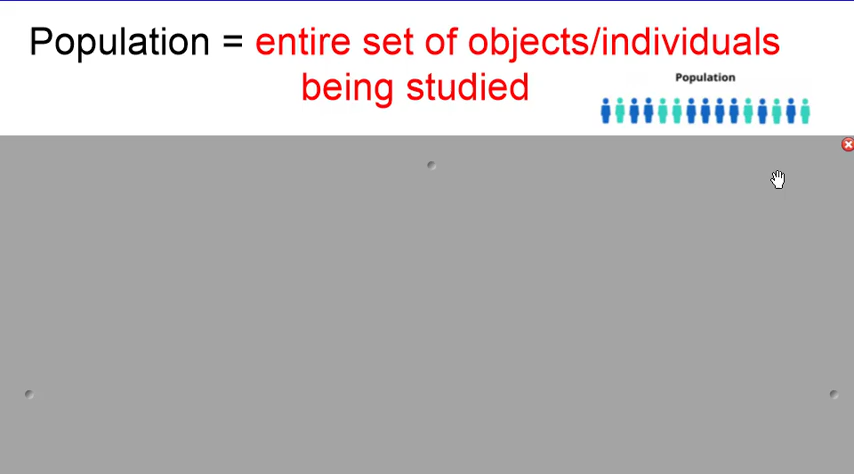 Population = entire set of objects/individuals
being studied
Population